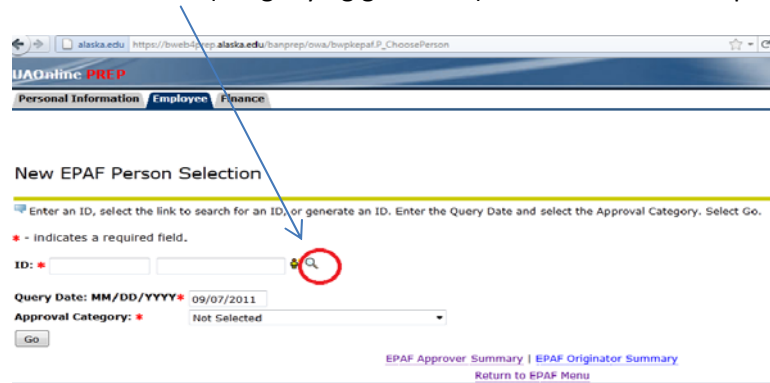 alaska.edu https://bweb4prep.alaska.edu/banprep/owa/bwpkepaf.P_ChoosePerson
UAOnline PREP
Personal Information Employee Finance
New EPAF Person Selection
Enter an ID, select the link to search for an ID, or generate an ID. Enter the Query Date and select the Approval Category. Select Go.
* - indicates a required field.
ID: *
Query Date: MM/DD/YYYY* 09/07/2011
Approval Category: * Not Selected
Go
EPAF Approver Summary | EPAF Originator Summary
Return to EPAF Menu